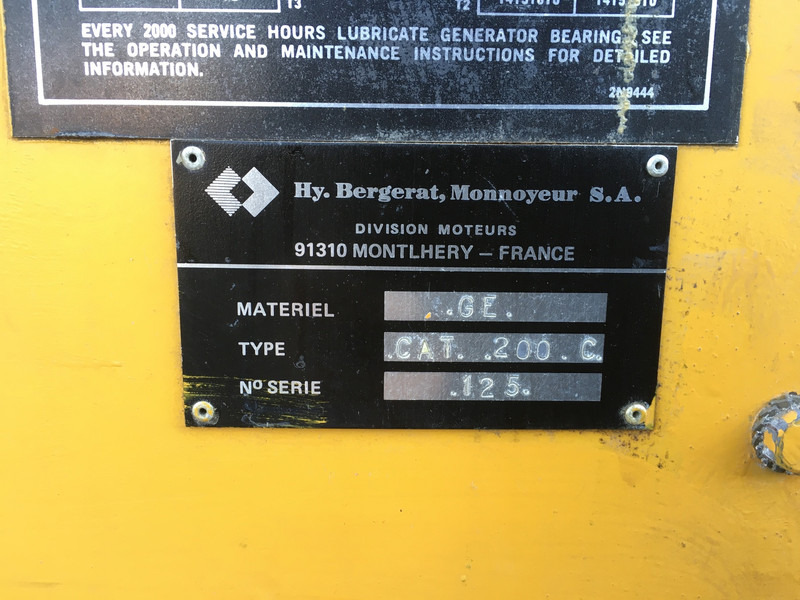 T3
T2
EVERY 2000 SERVICE HOURS LUBRICATE GENERATOR BEARING. SEE
THE OPERATION AND MAINTENANCE INSTRUCTIONS FOR DETAILED
INFORMATION.
2N9444
Hy. Bergerat, Monnoyeur S.A.
DIVISION MOTEURS
91310 MONTLHERY – FRANCE
MATERIEL .GE.
TYPE .CAT. .200.C.
Nº SERIE .125.